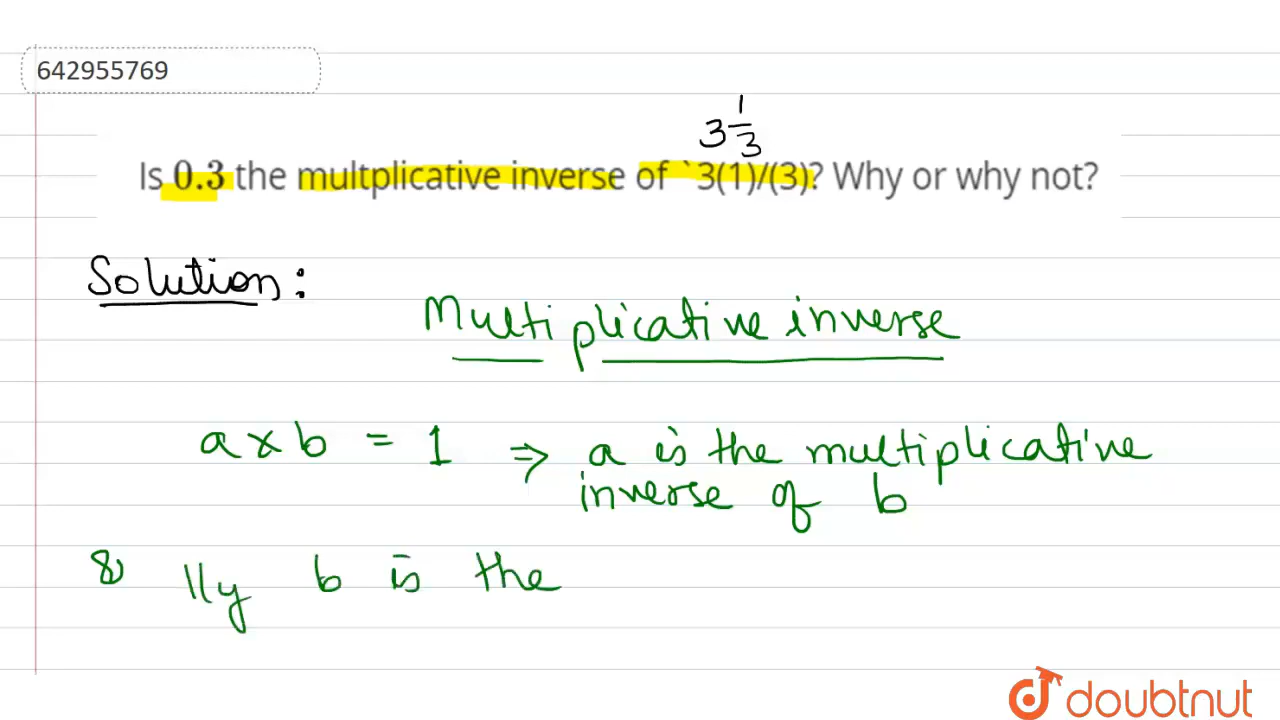 642955769
3 1/3
Is 0.3 the multplicative inverse of `3(1)/(3)? Why or why not?
Solution:
Multiplicative inverse
a × b = 1 ⇒ a is the multiplicative
inverse of b
& lly b is the
doubtnut